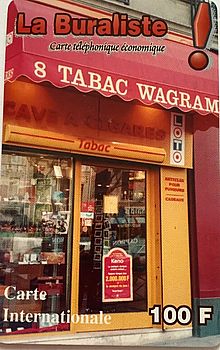 La Buraliste !
Carte téléphonique économique
8 TABAC WAGRAM
CAVE CIGARES
Tabac
LOTO
ARTICLES
POUR
FUMEURS
CADEAUX
Keno
2.000.000F
Carte
Internationale
100 F